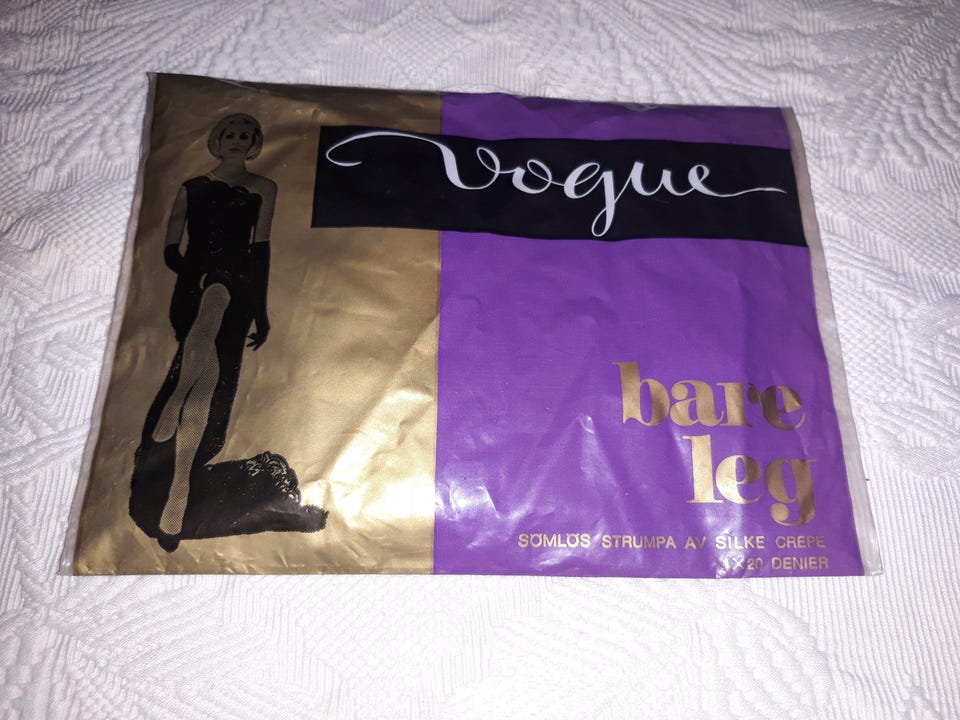 Vogue
bare
leg
SÖMLÖS STRUMPA AV SILKE CREPE
1X20 DENIER